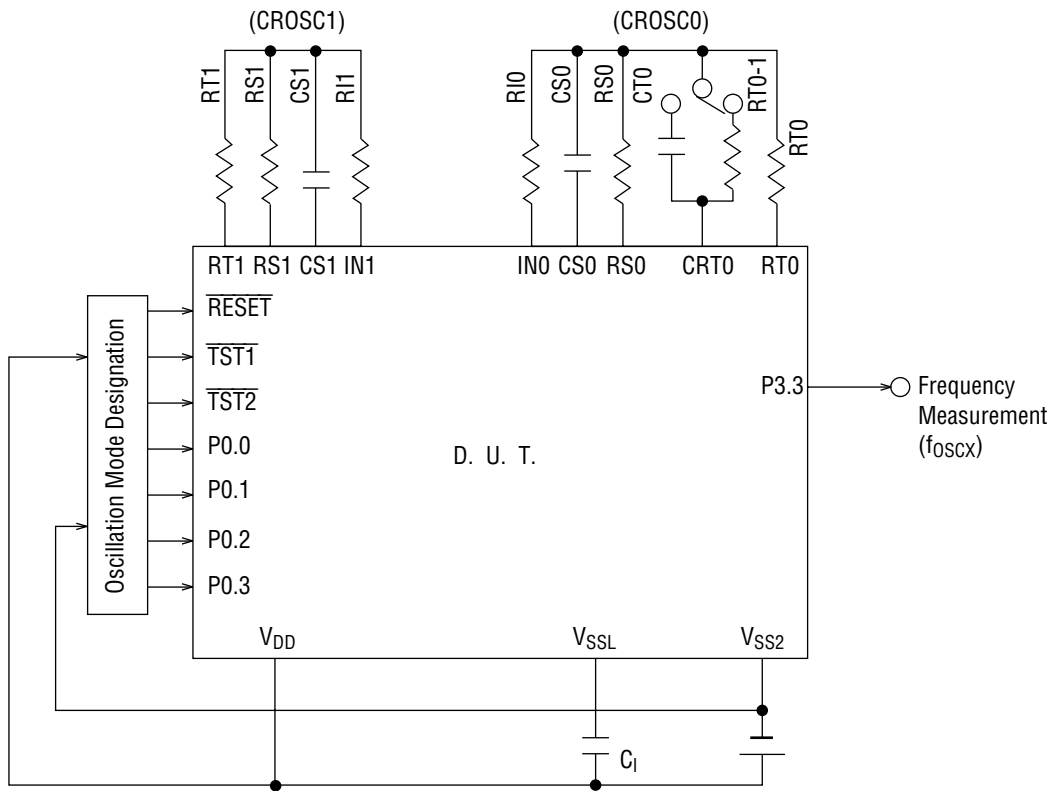 (CROSC1)
(CROSC0)
RT1
RS1
CS1
RI1
RI0
CS0
RS0
CT0
RT0-1
RT0
RT1 RS1 CS1 IN1
IN0 CS0 RS0 CRT0 RT0
Oscillation Mode Designation
RESET
TST1
TST2
P0.0
P0.1
P0.2
P0.3
D. U. T.
P3.3
Frequency
Measurement
(fOSCX)
VDD
VSSL
VSS2
CI